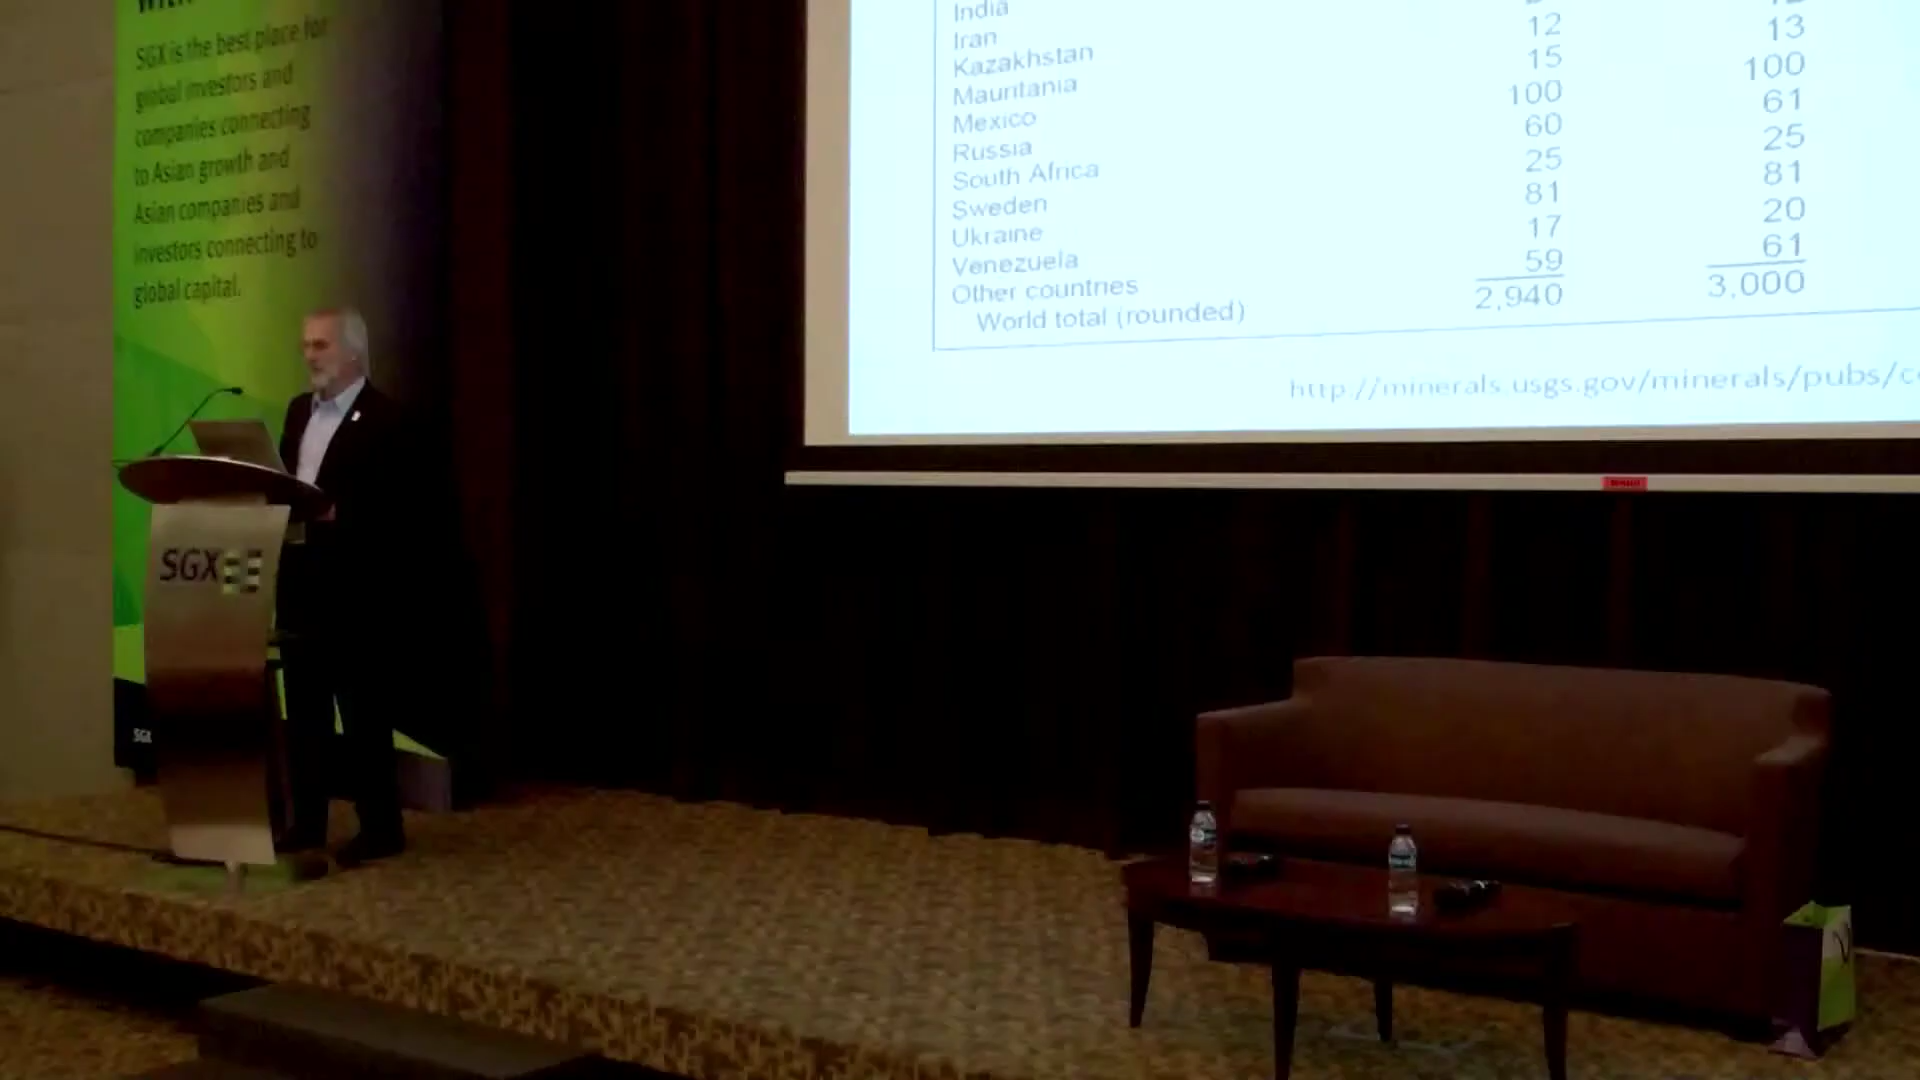 SGX is the best place for
global investors and
companies connecting
to Asian growth and
Asian companies and
investors connecting to
global capital.
SGX
SGX
India
Iran
Kazakhstan
Mauritania
Mexico
Russia
South Africa
Sweden
Ukraine
Venezuela
Other countries
World total (rounded)
12
15
100
60
25
81
17
59
2,940
13
100
61
25
81
20
61
3,000
http://minerals.usgs.gov/minerals/pubs/c